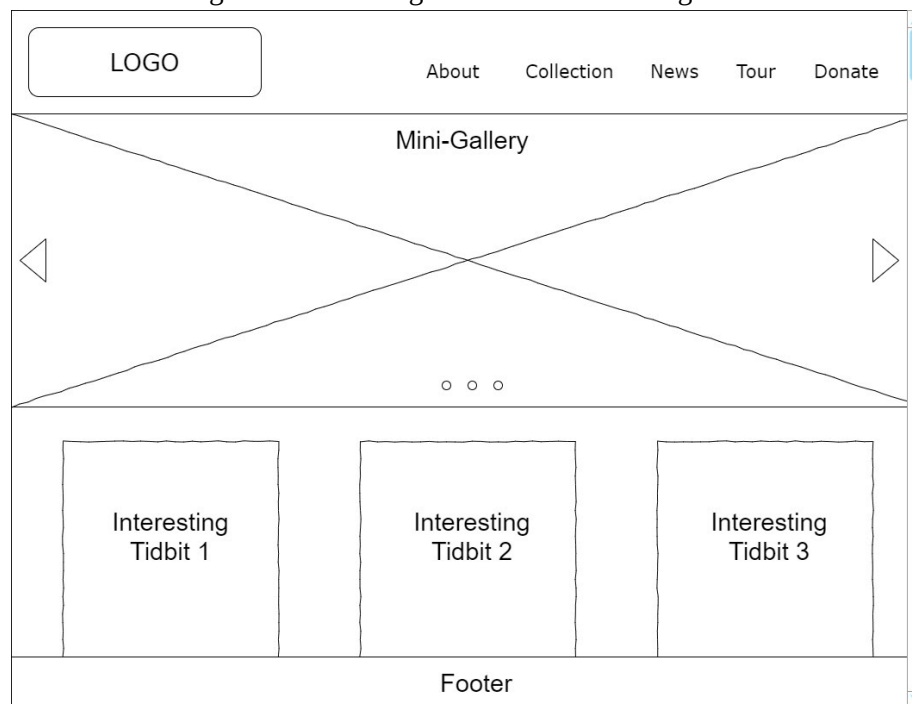 LOGO
About Collection News Tour Donate
Mini-Gallery
Interesting
Tidbit 1
Interesting
Tidbit 2
Interesting
Tidbit 3
Footer